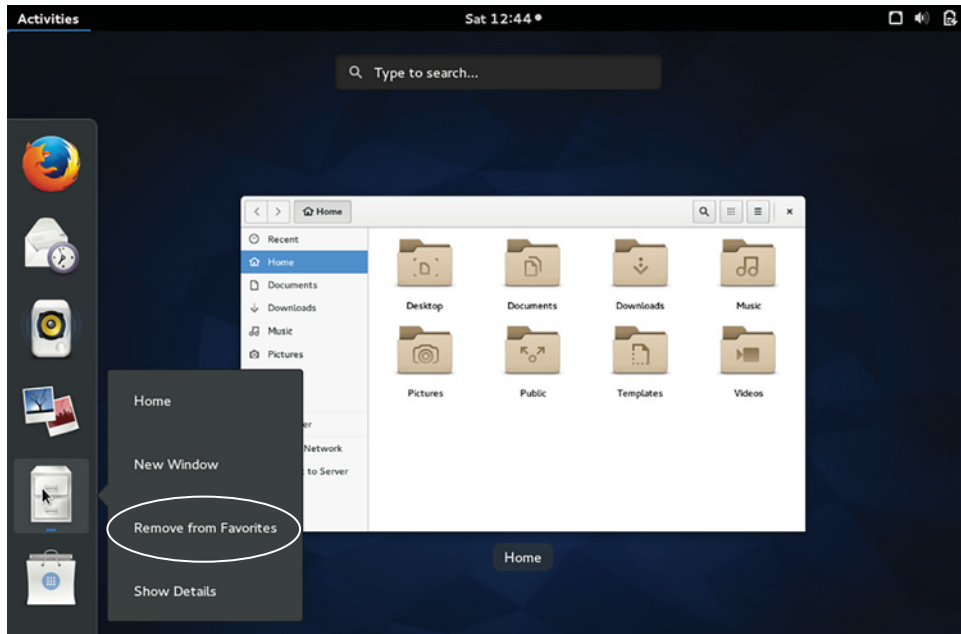 Activities
Sat 12:44
Type to search...
Home
Recent
Home
Documents
Downloads
Music
Pictures
er
Network
to Server
Desktop
Documents
Downloads
Music
Pictures
Public
Templates
Videos
Home
New Window
Remove from Favorites
Show Details
Home